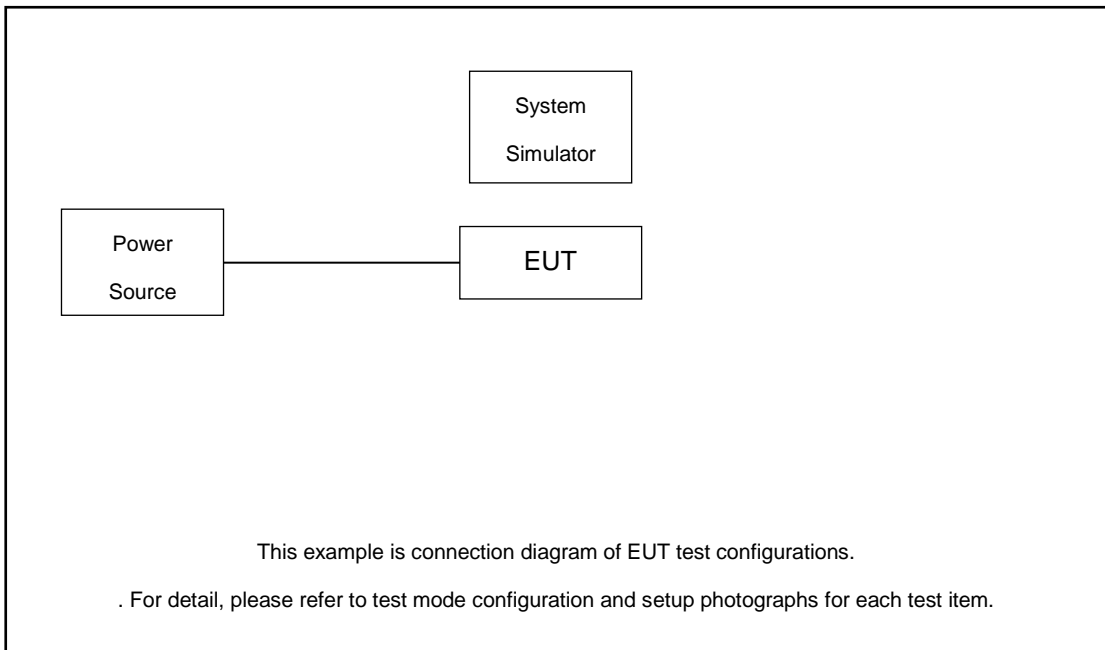 System
Simulator
Power
Source
EUT
This example is connection diagram of EUT test configurations.
. For detail, please refer to test mode configuration and setup photographs for each test item.